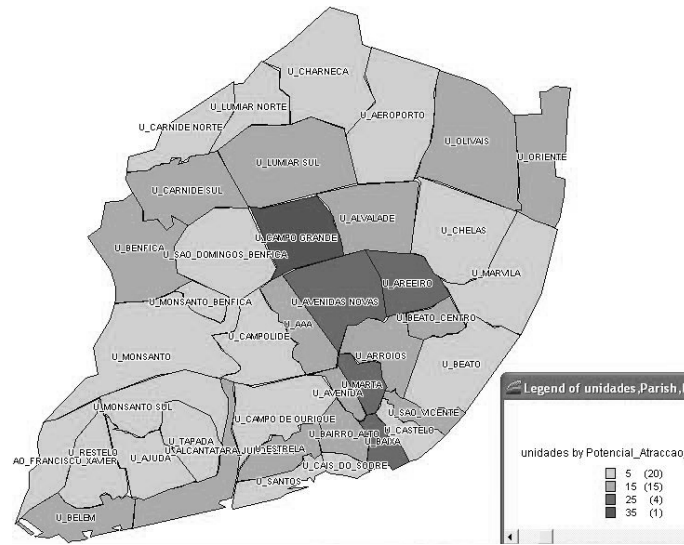 U_CHARNECA
U_LUMIAR NORTE
U_AEROPORTO
U_CARNIDE NORTE
U_OLIVAIS
U_ORIENTE
U_LUMIAR SUL
U_CARNIDE SUL
U_ALVALADE
U_CHELAS
U_CAMPO GRANDE
U_BENFICA
U_SAO_DOMINGOS_BENFICA
U_MARVILA
U_AREEIRO
U_MONSANTO_BENFICA
U_AVENIDAS NOVAS
U_BEATO_CENTRO
U_AAA
U_CAMPOLIDE
U_MONSANTO
U_ARROIOS
U_BEATO
U_MARTA
U_AVENIDA
U_MONSANTO SUL
U_SAO_VICENTE
U_CAMPO DE OURIQUE
U_CASTELO
U_BAIRRO_ALTO
U_BAIXA
U_TAPADA
U_RESTELO
U_AJUDA
U_ESTRELA
AO_FRANCISCO_XAVIER
U_CAIS_DO_SODRE
U_SANTOS
U_BELEM
Legend of unidades,Parish,
unidades by Potencial_Atraccao
5 (20)
15 (15)
25 (4)
35 (1)